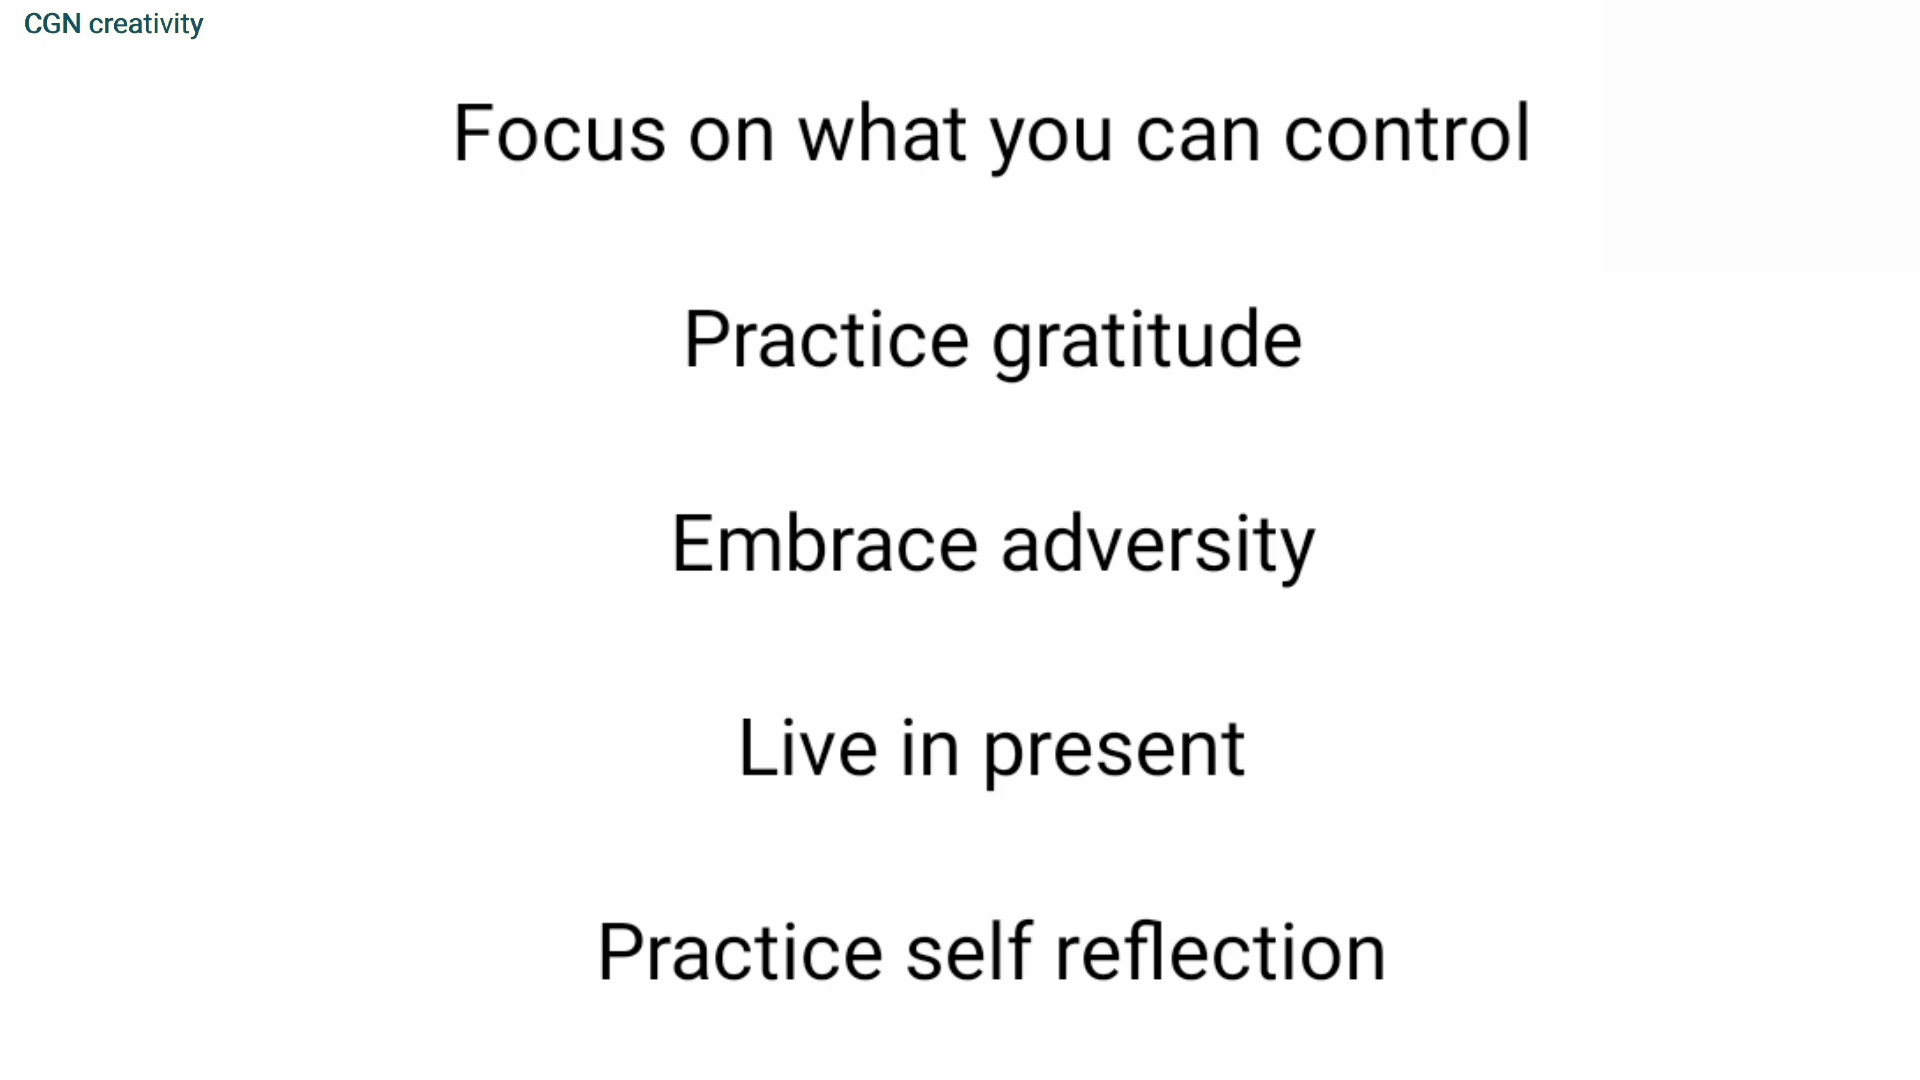 CGN creativity
Focus on what you can control
Practice gratitude
Embrace adversity
Live in present
Practice self reflection